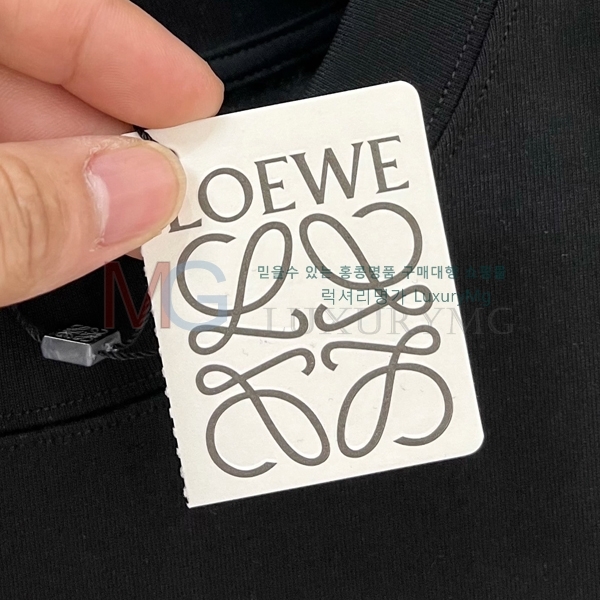 LOEWE
믿을수 있는 홍콩명품 구매대행 쇼핑몰
럭셔리명가 LuxuryMg
MG LUXURYMG